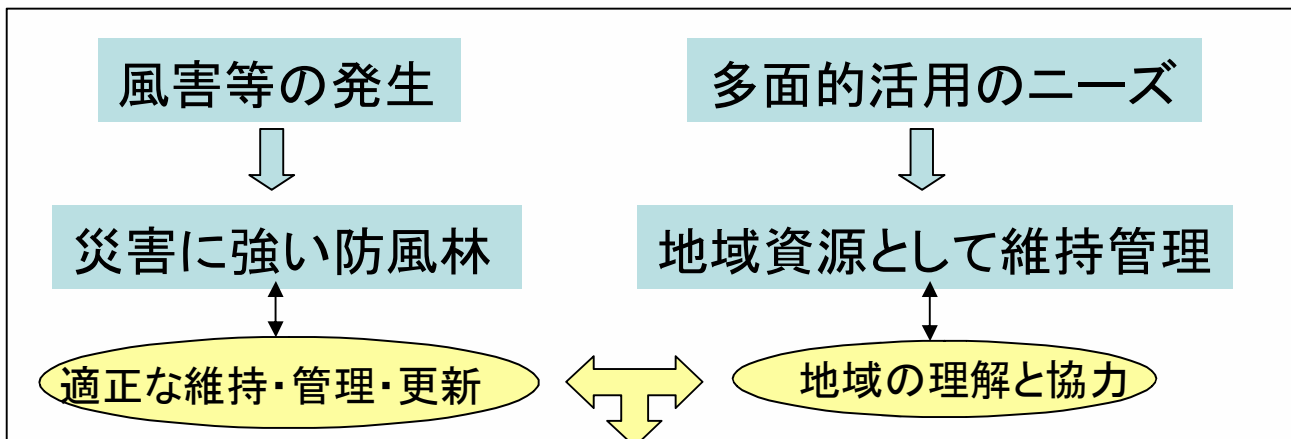 風害等の発生
多面的活用のニーズ
災害に強い防風林
地域資源として維持管理
適正な維持・管理・更新
地域の理解と協力